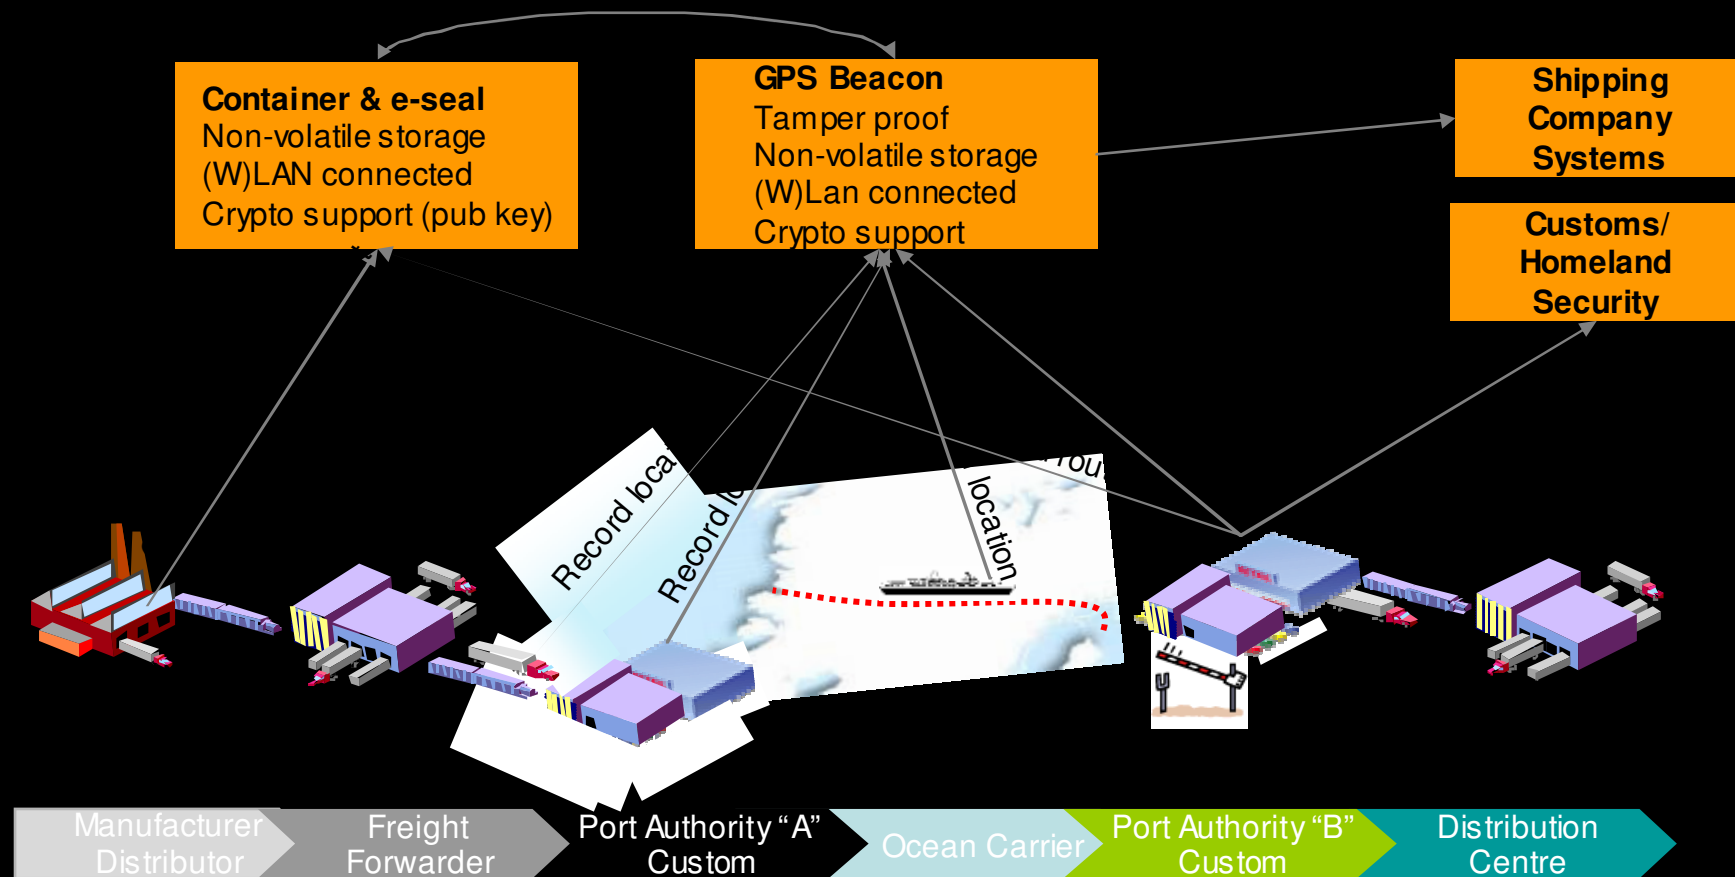 Container & e-seal
Non-volatile storage
(W)LAN connected
Crypto support (pub key)
GPS Beacon
Tamper proof
Non-volatile storage
(W)Lan connected
Crypto support
Shipping
Company
Systems
Customs/
Homeland
Security
Record loca
Record lo
location
rou
Manufacturer
Distributor
Freight
Forwarder
Port Authority “A”
Custom
Ocean Carrier
Port Authority “B”
Custom
Distribution
Centre